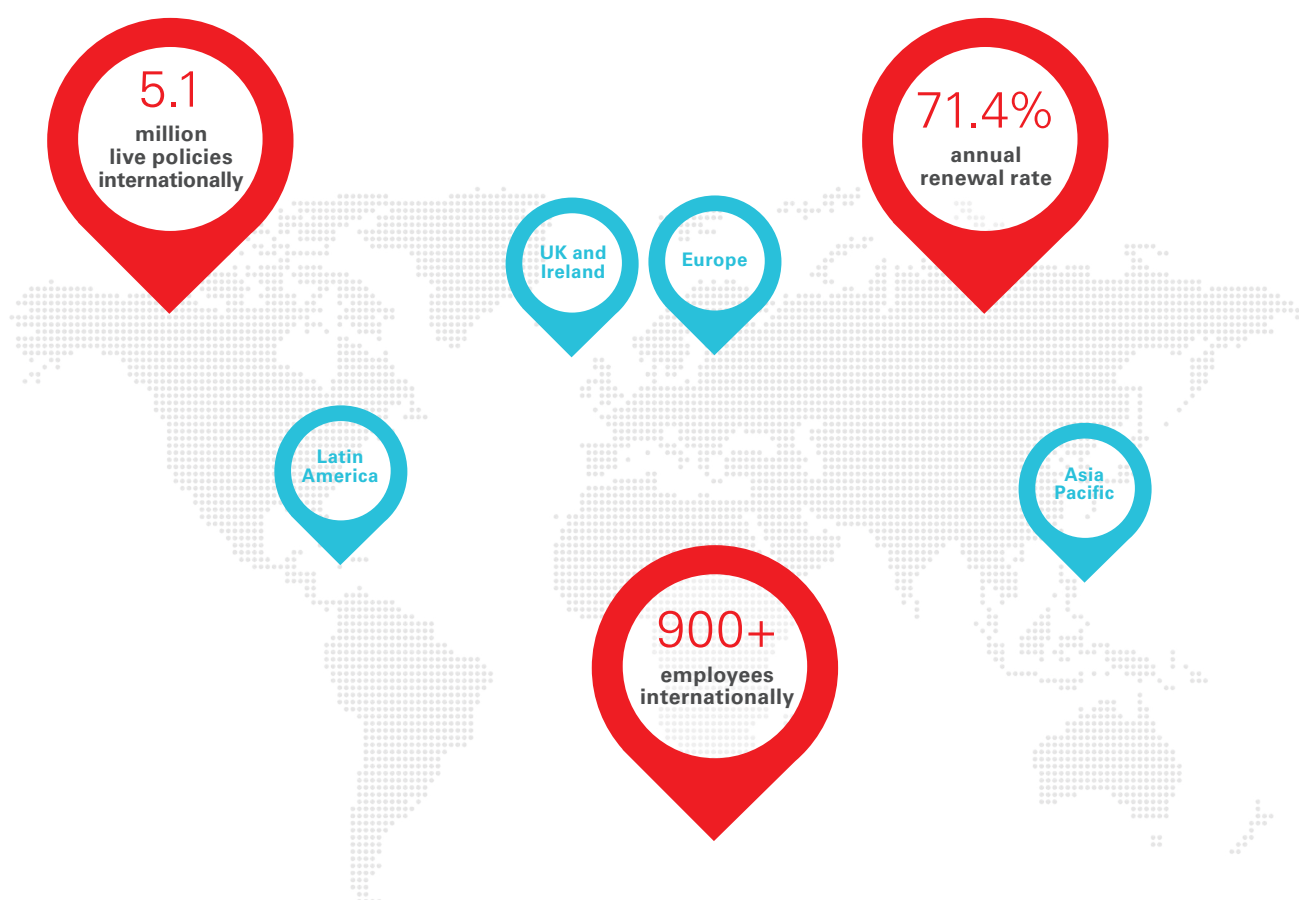 5.1
million
live policies
internationally
71.4%
annual
renewal rate
UK and
Ireland
Europe
Latin
America
Asia
Pacific
900+
employees
internationally